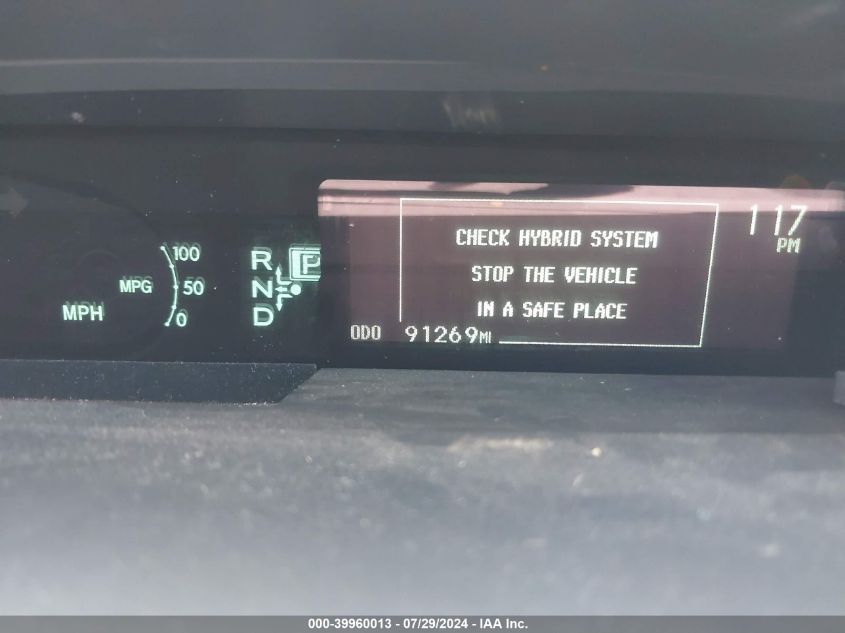 100
MPG 50
MPH 0
R P
N
D
CHECK HYBRID SYSTEM
STOP THE VEHICLE
IN A SAFE PLACE
ODO 91269MI
1 17
PM
000-39960013 - 07/29/2024 - IAA Inc.